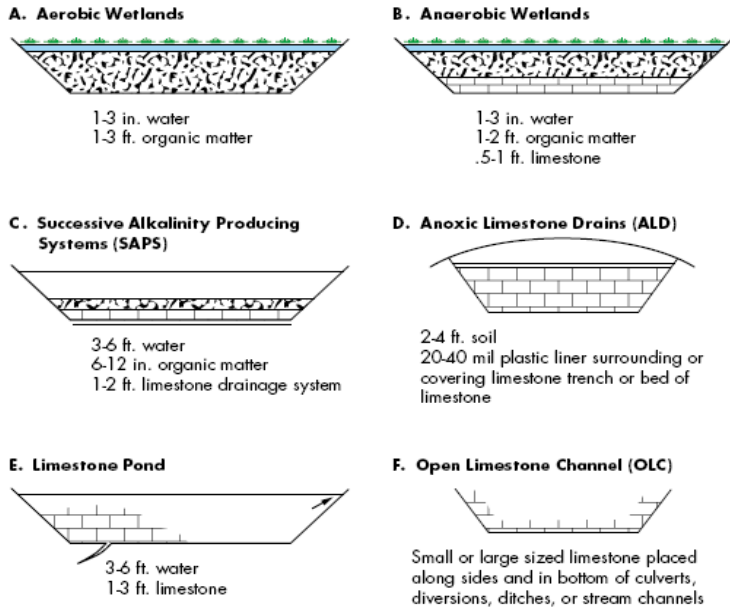 A. Aerobic Wetlands
1-3 in. water
1-3 ft. organic matter
B. Anaerobic Wetlands
1-3 in. water
1-2 ft. organic matter
.5-1 ft. limestone
C. Successive Alkalinity Producing
Systems (SAPS)
3-6 ft. water
6-12 in. organic matter
1-2 ft. limestone drainage system
D. Anoxic Limestone Drains (ALD)
2-4 ft. soil
20-40 mil plastic liner surrounding or
covering limestone trench or bed of
limestone
E. Limestone Pond
3-6 ft. water
1-3 ft. limestone
F. Open Limestone Channel (OLC)
Small or large sized limestone placed
along sides and in bottom of culverts,
diversions, ditches, or stream channels